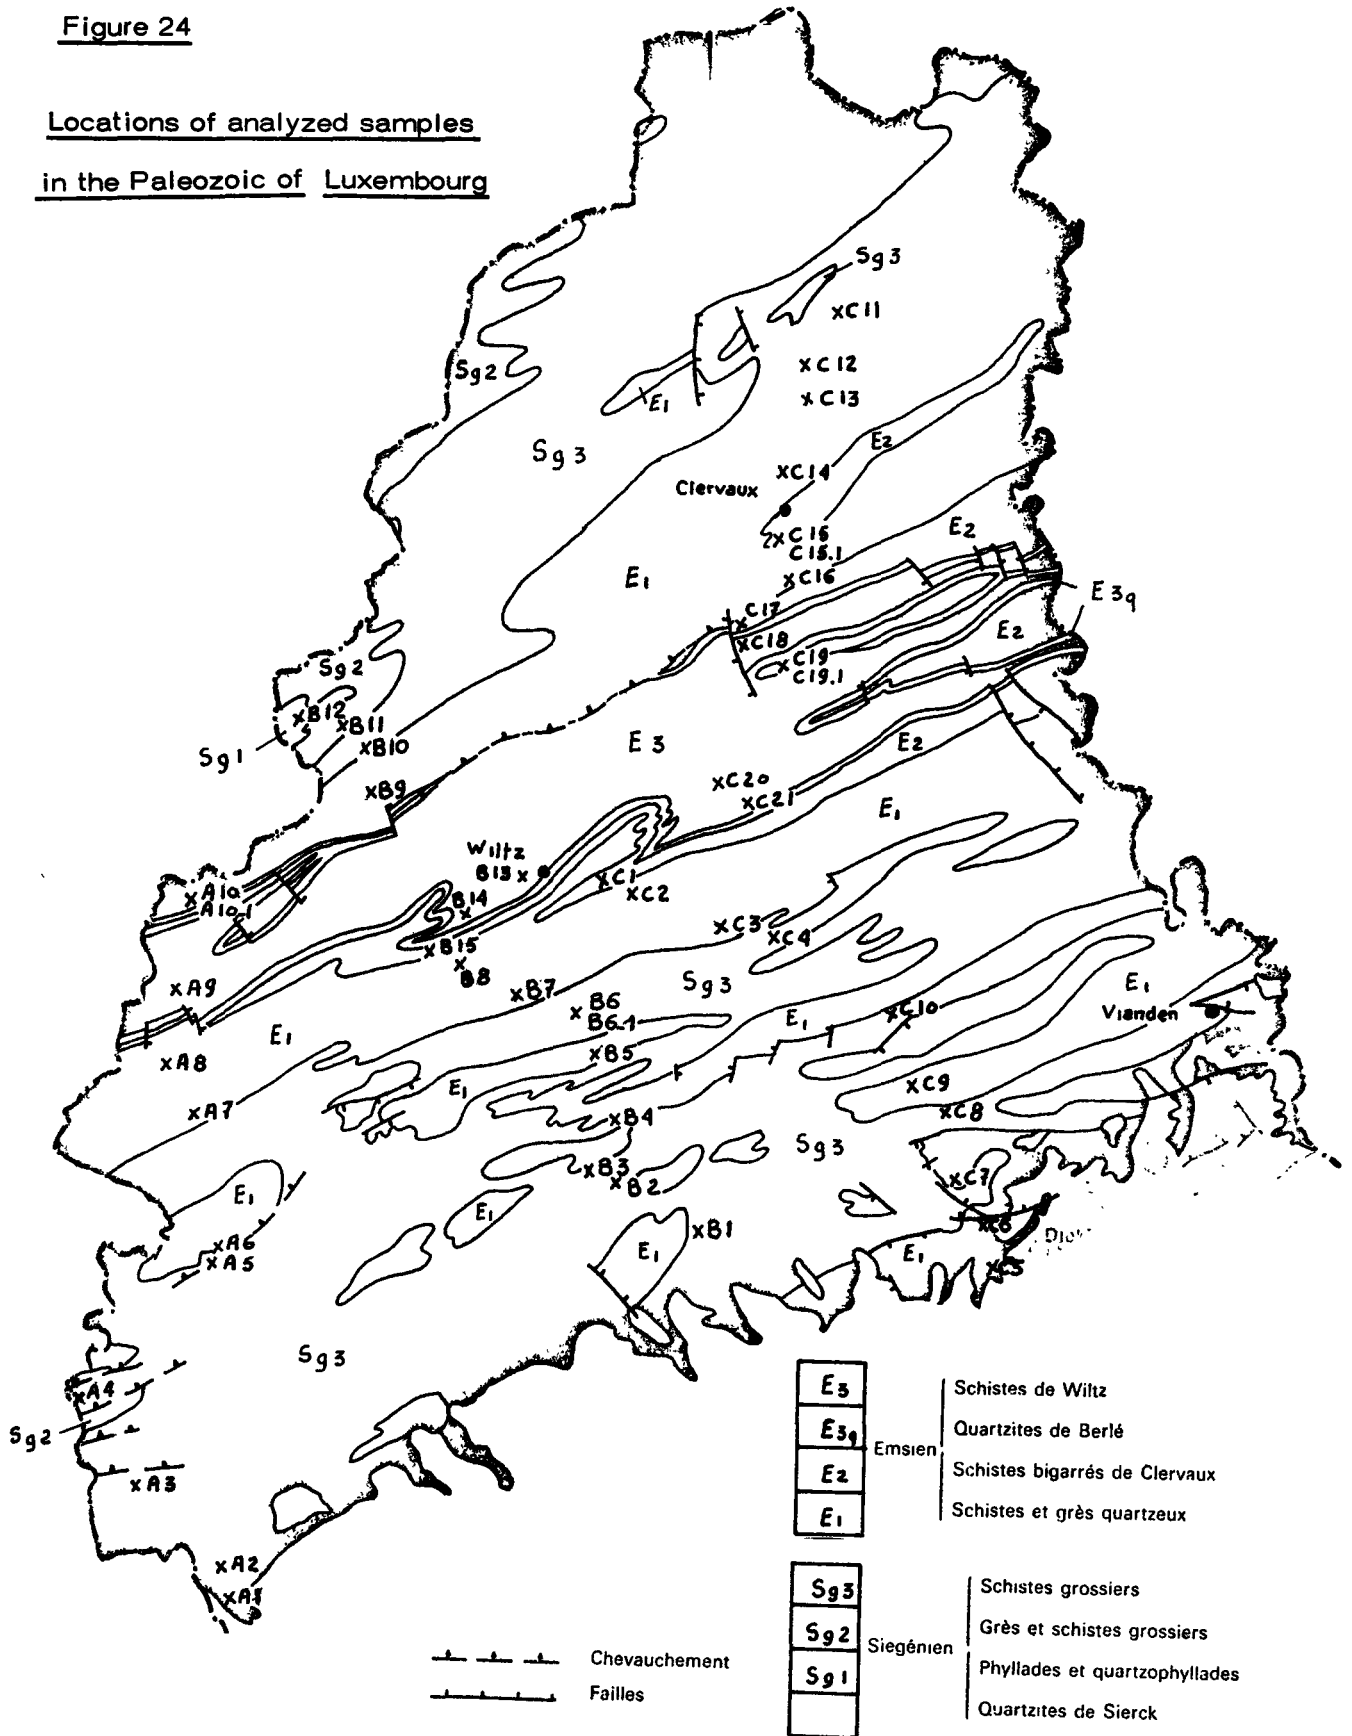 Figure 24
Locations of analyzed samples
in the Paleozoic of Luxembourg
Sg3
xC11
Sg2
xC12
E1
xC13
Sg3
E2
xC14
Clervaux
xC15
C15.1
E2
E1
xC16
E3q
xC17
E2
xC18
xC19
C19.1
Sg2
xB12
xB11
Sg1
xB10
E3
E2
xB9
xC20
xC21
E1
Wiltz
B13x
xC1
xA10
A10.1
xC2
B14
x
xC3
xC4
xB15
x
B8
Sg3
xA9
xB7
E1
xB6
B6.1
E1
E1
xC10
Vianden
xA8
xB5
E1
xC9
xA7
xC8
xB4
Sg3
xB3
xC7
E1
xB2
E1
xC6
xB1
xA6
E1
E1
xA5
xC5
Sg3
xA4
Sg2
xA3
xA2
xA1
E3
Schistes de Wiltz
E3q
Emsien
Quartzites de Berlé
E2
Schistes bigarrés de Clervaux
E1
Schistes et grès quartzeux
Sg3
Schistes grossiers
Sg2
Siegénien
Grès et schistes grossiers
Sg1
Phyllades et quartzophyllades
Quartzites de Sierck
Chevauchement
Failles